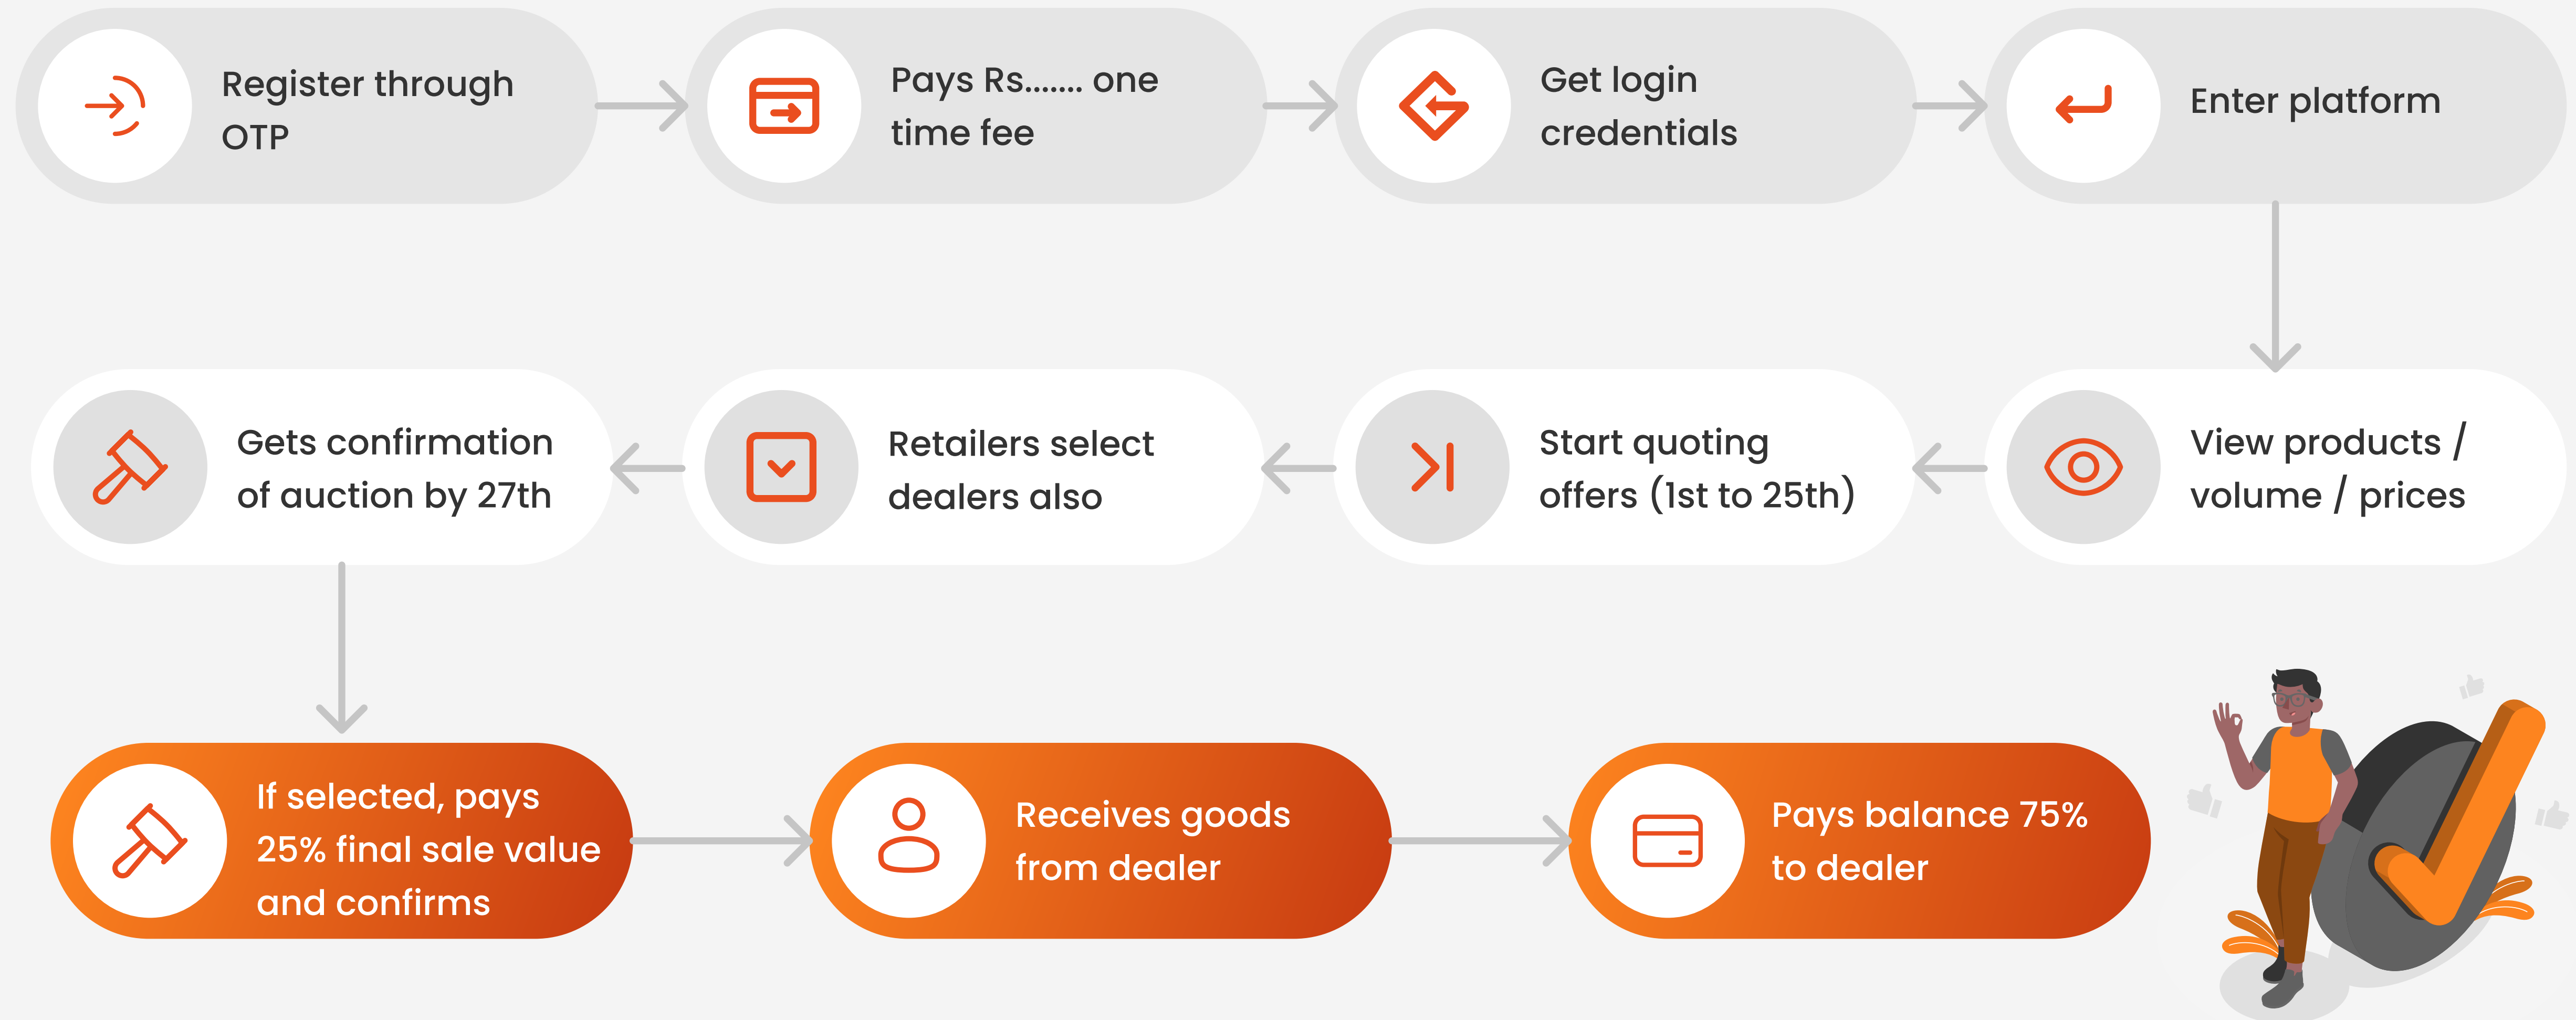 Register through
OTP
Pays Rs....... one
time fee
Get login
credentials
Enter platform
View products /
volume / prices
Start quoting
offers (1st to 25th)
Retailers select
dealers also
Gets confirmation
of auction by 27th
If selected, pays
25% final sale value
and confirms
Receives goods
from dealer
Pays balance 75%
to dealer